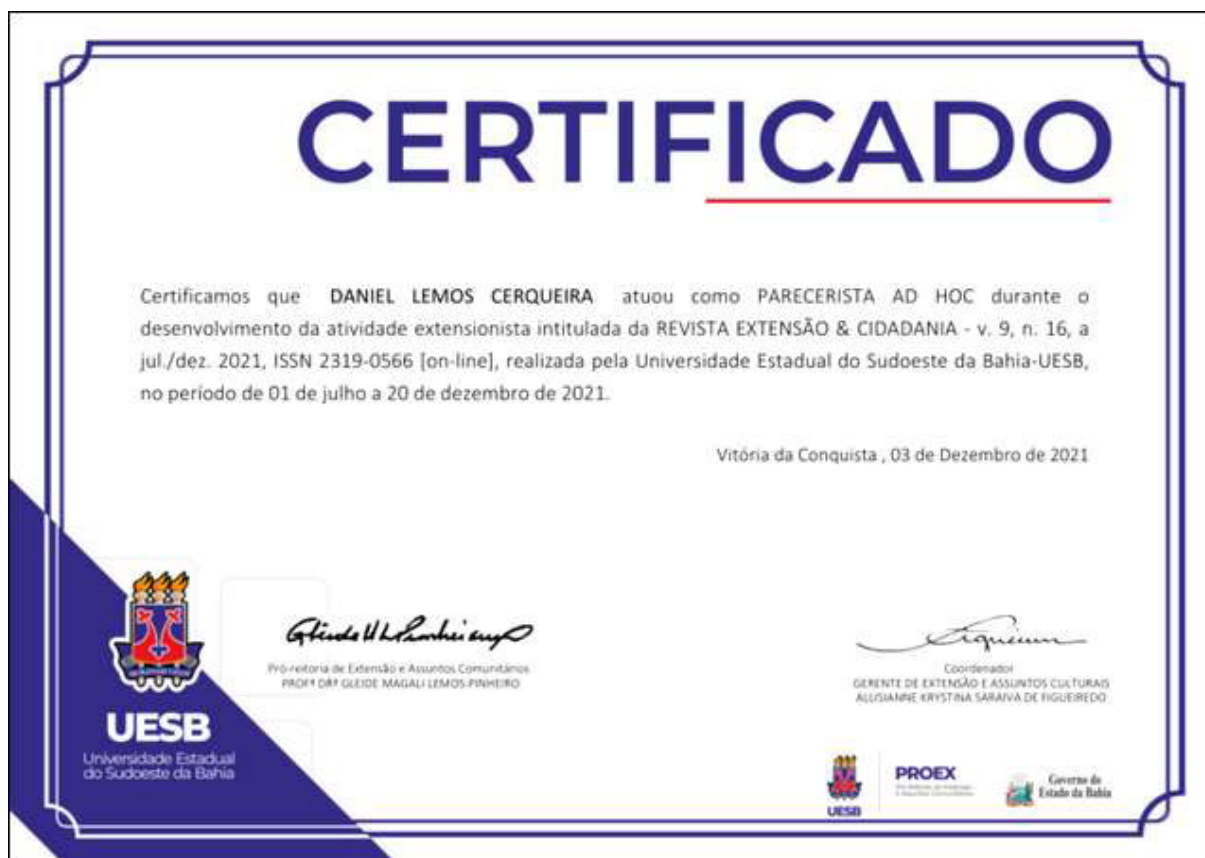 CERTIFICADO
Certificamos que DANIEL LEMOS CERQUEIRA atuou como PARECERISTA AD HOC durante o
desenvolvimento da atividade extensionista intitulada da REVISTA EXTENSÃO & CIDADANIA - v. 9, n. 16, a
jul./dez. 2021, ISSN 2319-0566 [on-line], realizada pela Universidade Estadual do Sudoeste da Bahia-UESB,
no período de 01 de julho a 20 de dezembro de 2021.
Vitória da Conquista , 03 de Dezembro de 2021
Pró-reitoria de Extensão e Assuntos Comunitários
PROFª DRª GLEIDE MAGALI LEMOS PINHEIRO
Coordenador
GERENTE DE EXTENSÃO E ASSUNTOS CULTURAIS
ALLISIANNE KRYSTINA SARAIVA DE FIGUEIREDO
UESB
Universidade Estadual
do Sudoeste da Bahia
UESB
PROEX
Governo do
Estado da Bahia